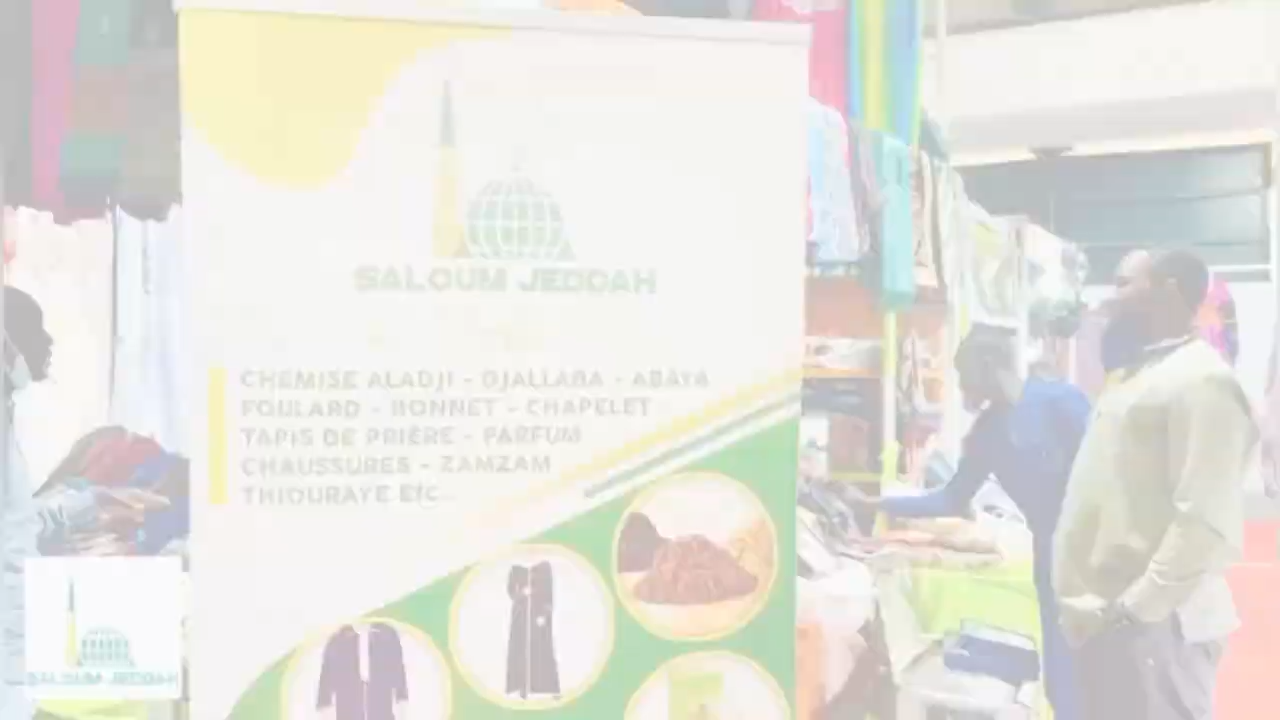 SALOUM JEDDAH
CHEMISE ALADJI - DJALLABA - ABAYA
FOULARD - BONNET - CHAPELET
TAPIS DE PRIÈRE - PARFUM
CHAUSSURES - ZAMZAM
THIOURAYE Etc...
SALOUM JEDDAH